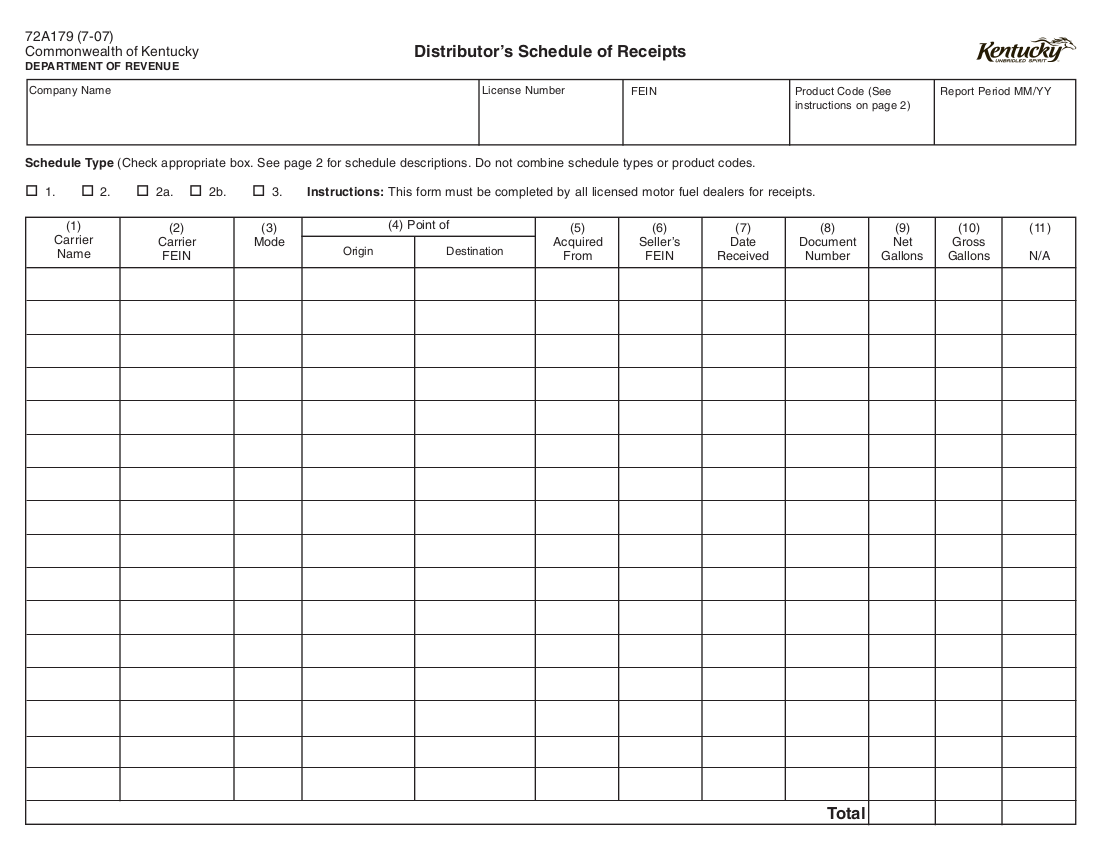 72A179 (7-07)
Commonwealth of Kentucky
DEPARTMENT OF REVENUE
Distributor's Schedule of Receipts
Kentucky
UNBRIDLED SPIRIT
Company Name
License Number
FEIN
Product Code (See
instructions on page 2)
Report Period MM/YY
Schedule Type (Check appropriate box. See page 2 for schedule descriptions. Do not combine schedule types or product codes.
1. 2. 2a. 2b. 3. Instructions: This form must be completed by all licensed motor fuel dealers for receipts.
(1)
Carrier
Name
(2)
Carrier
FEIN
(3)
Mode
(4) Point of
Origin
Destination
(5)
Acquired
From
(6)
Seller's
FEIN
(7)
Date
Received
(8)
Document
Number
(9)
Net
Gallons
(10)
Gross
Gallons
(11)
N/A
Total